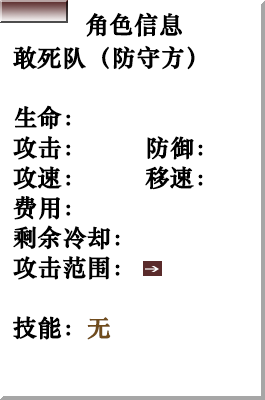 角色信息
敢死队（防守方）
生命：
攻击： 防御：
攻速： 移速：
费用：
剩余冷却：
攻击范围：
技能：无